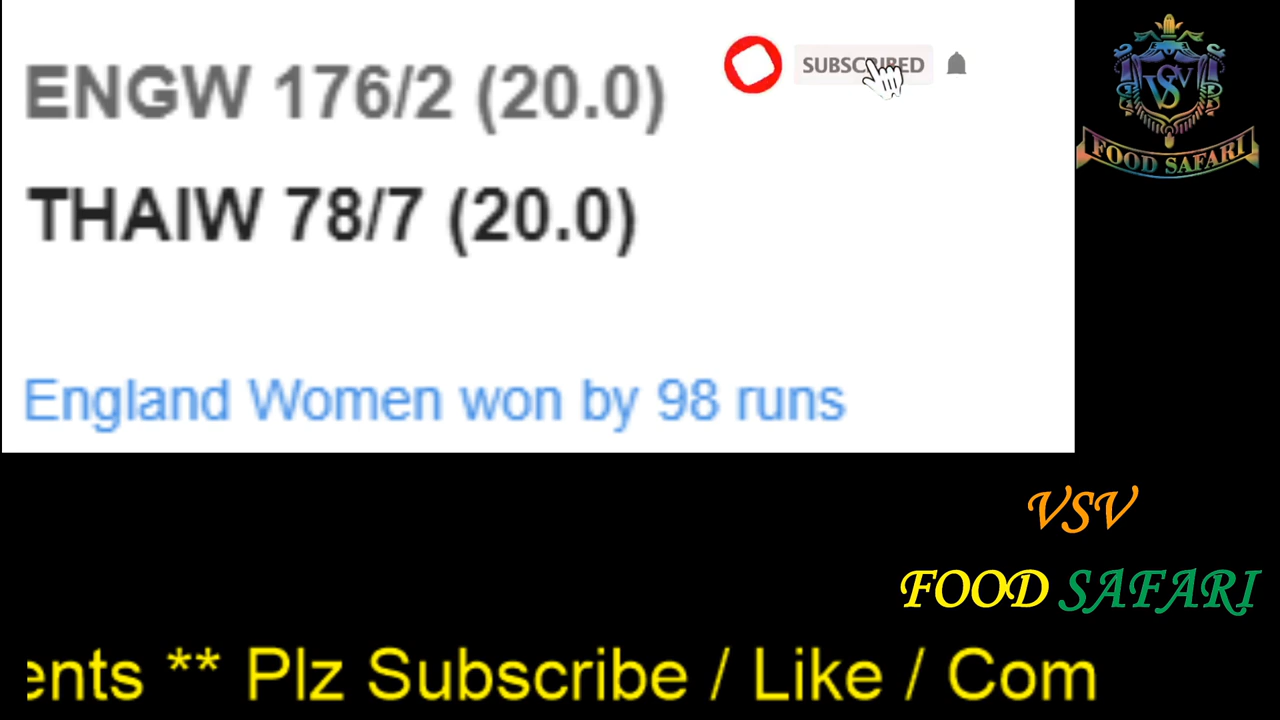 ENGW 176/2 (20.0)
SUBSCRIBED
THAIW 78/7 (20.0)
England Women won by 98 runs
VSV
FOOD SAFARI
VSV
FOOD SAFARI
ents ** Plz Subscribe / Like / Com